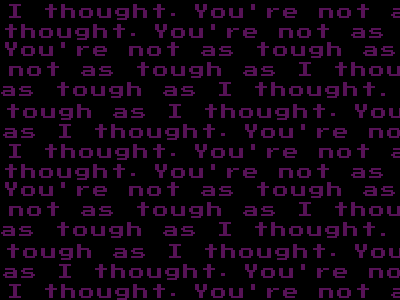 I thought. You're not a
thought. You're not as
You're not as tough as
not as tough as I thou
as tough as I thought.
tough as I thought. You
as I thought. You're no
I thought. You're not a
thought. You're not as
You're not as tough as
not as tough as I thou
as tough as I thought.
tough as I thought. You
as I thought. You're no
I thought. You're not a